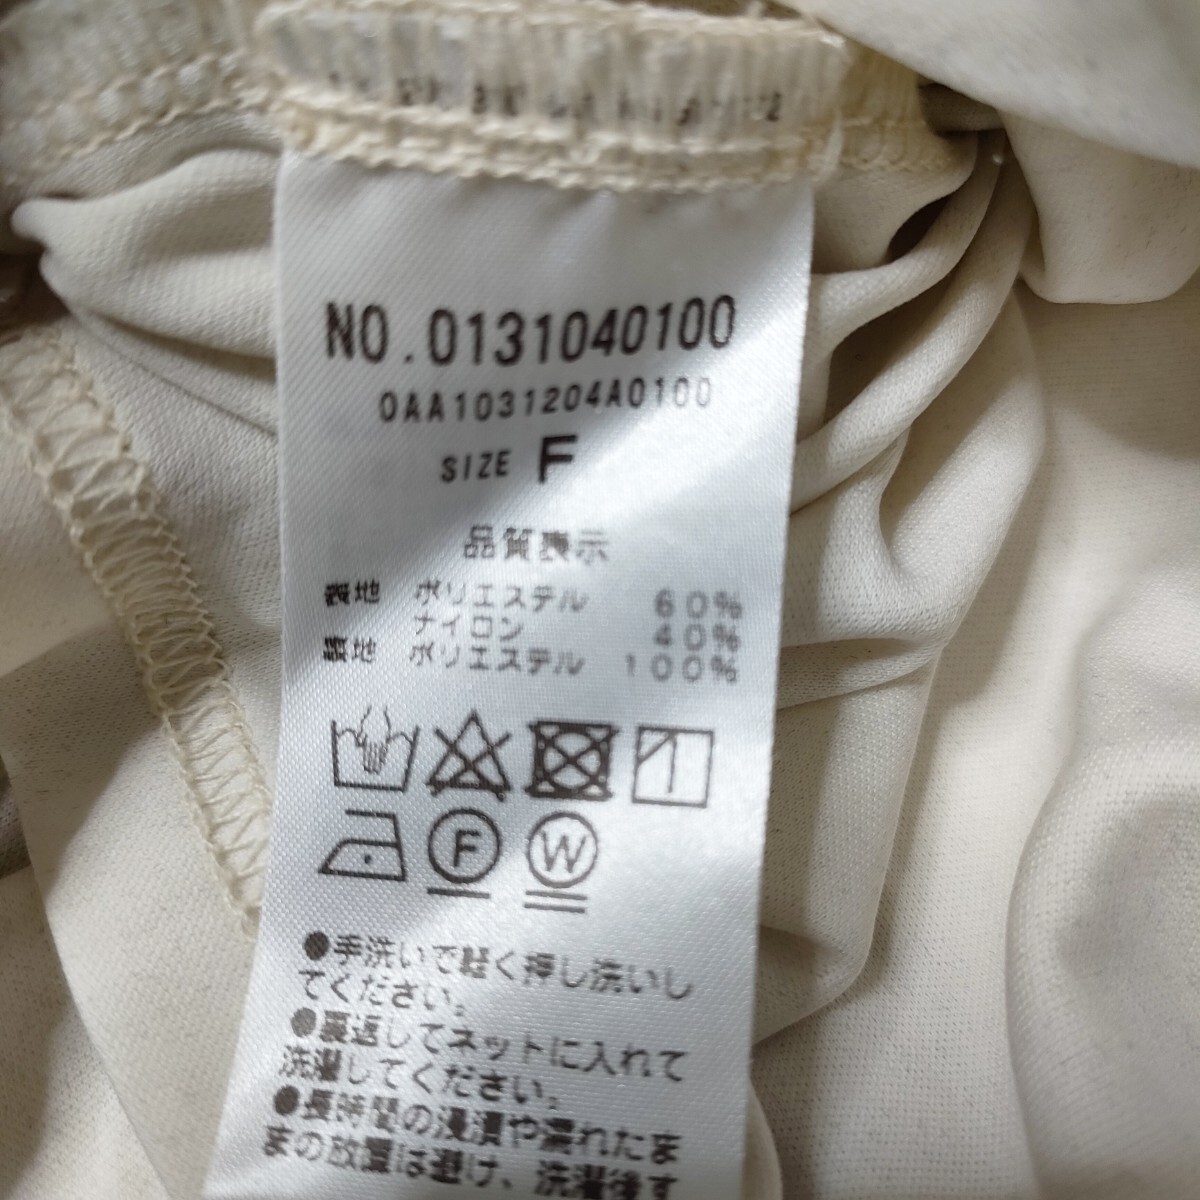 NO.0131040100
0AA1031204A0100
SIZE F
品質表示
表地 ポリエステル 60%
ナイロン 40%
裏地 ポリエステル 100%
F W
●手洗いで軽く押し洗いし
てください。
●裏返してネットに入れて
洗濯してください。
●長時間の浸漬や濡れたま
まの放置は避け、洗濯後す